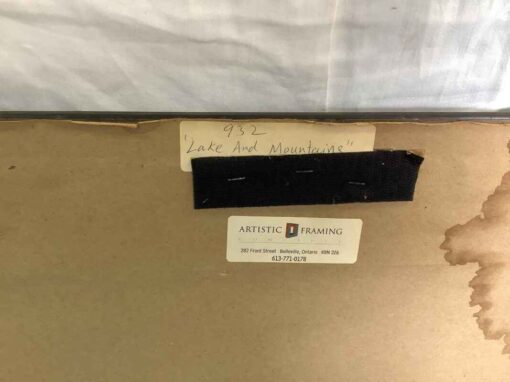 932
"Lake And Mountains"
ARTISTIC FRAMING
287 Front Street Belleville, Ontario K8N 2Z6
613-771-0178